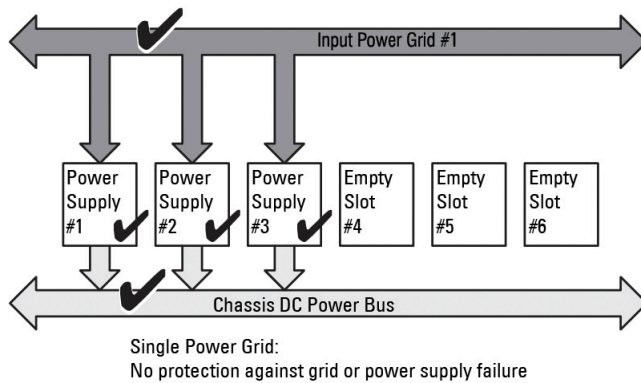 Input Power Grid #1
Power
Supply
#1
Power
Supply
#2
Power
Supply
#3
Empty
Slot
#4
Empty
Slot
#5
Empty
Slot
#6
Chassis DC Power Bus
Single Power Grid:
No protection against grid or power supply failure